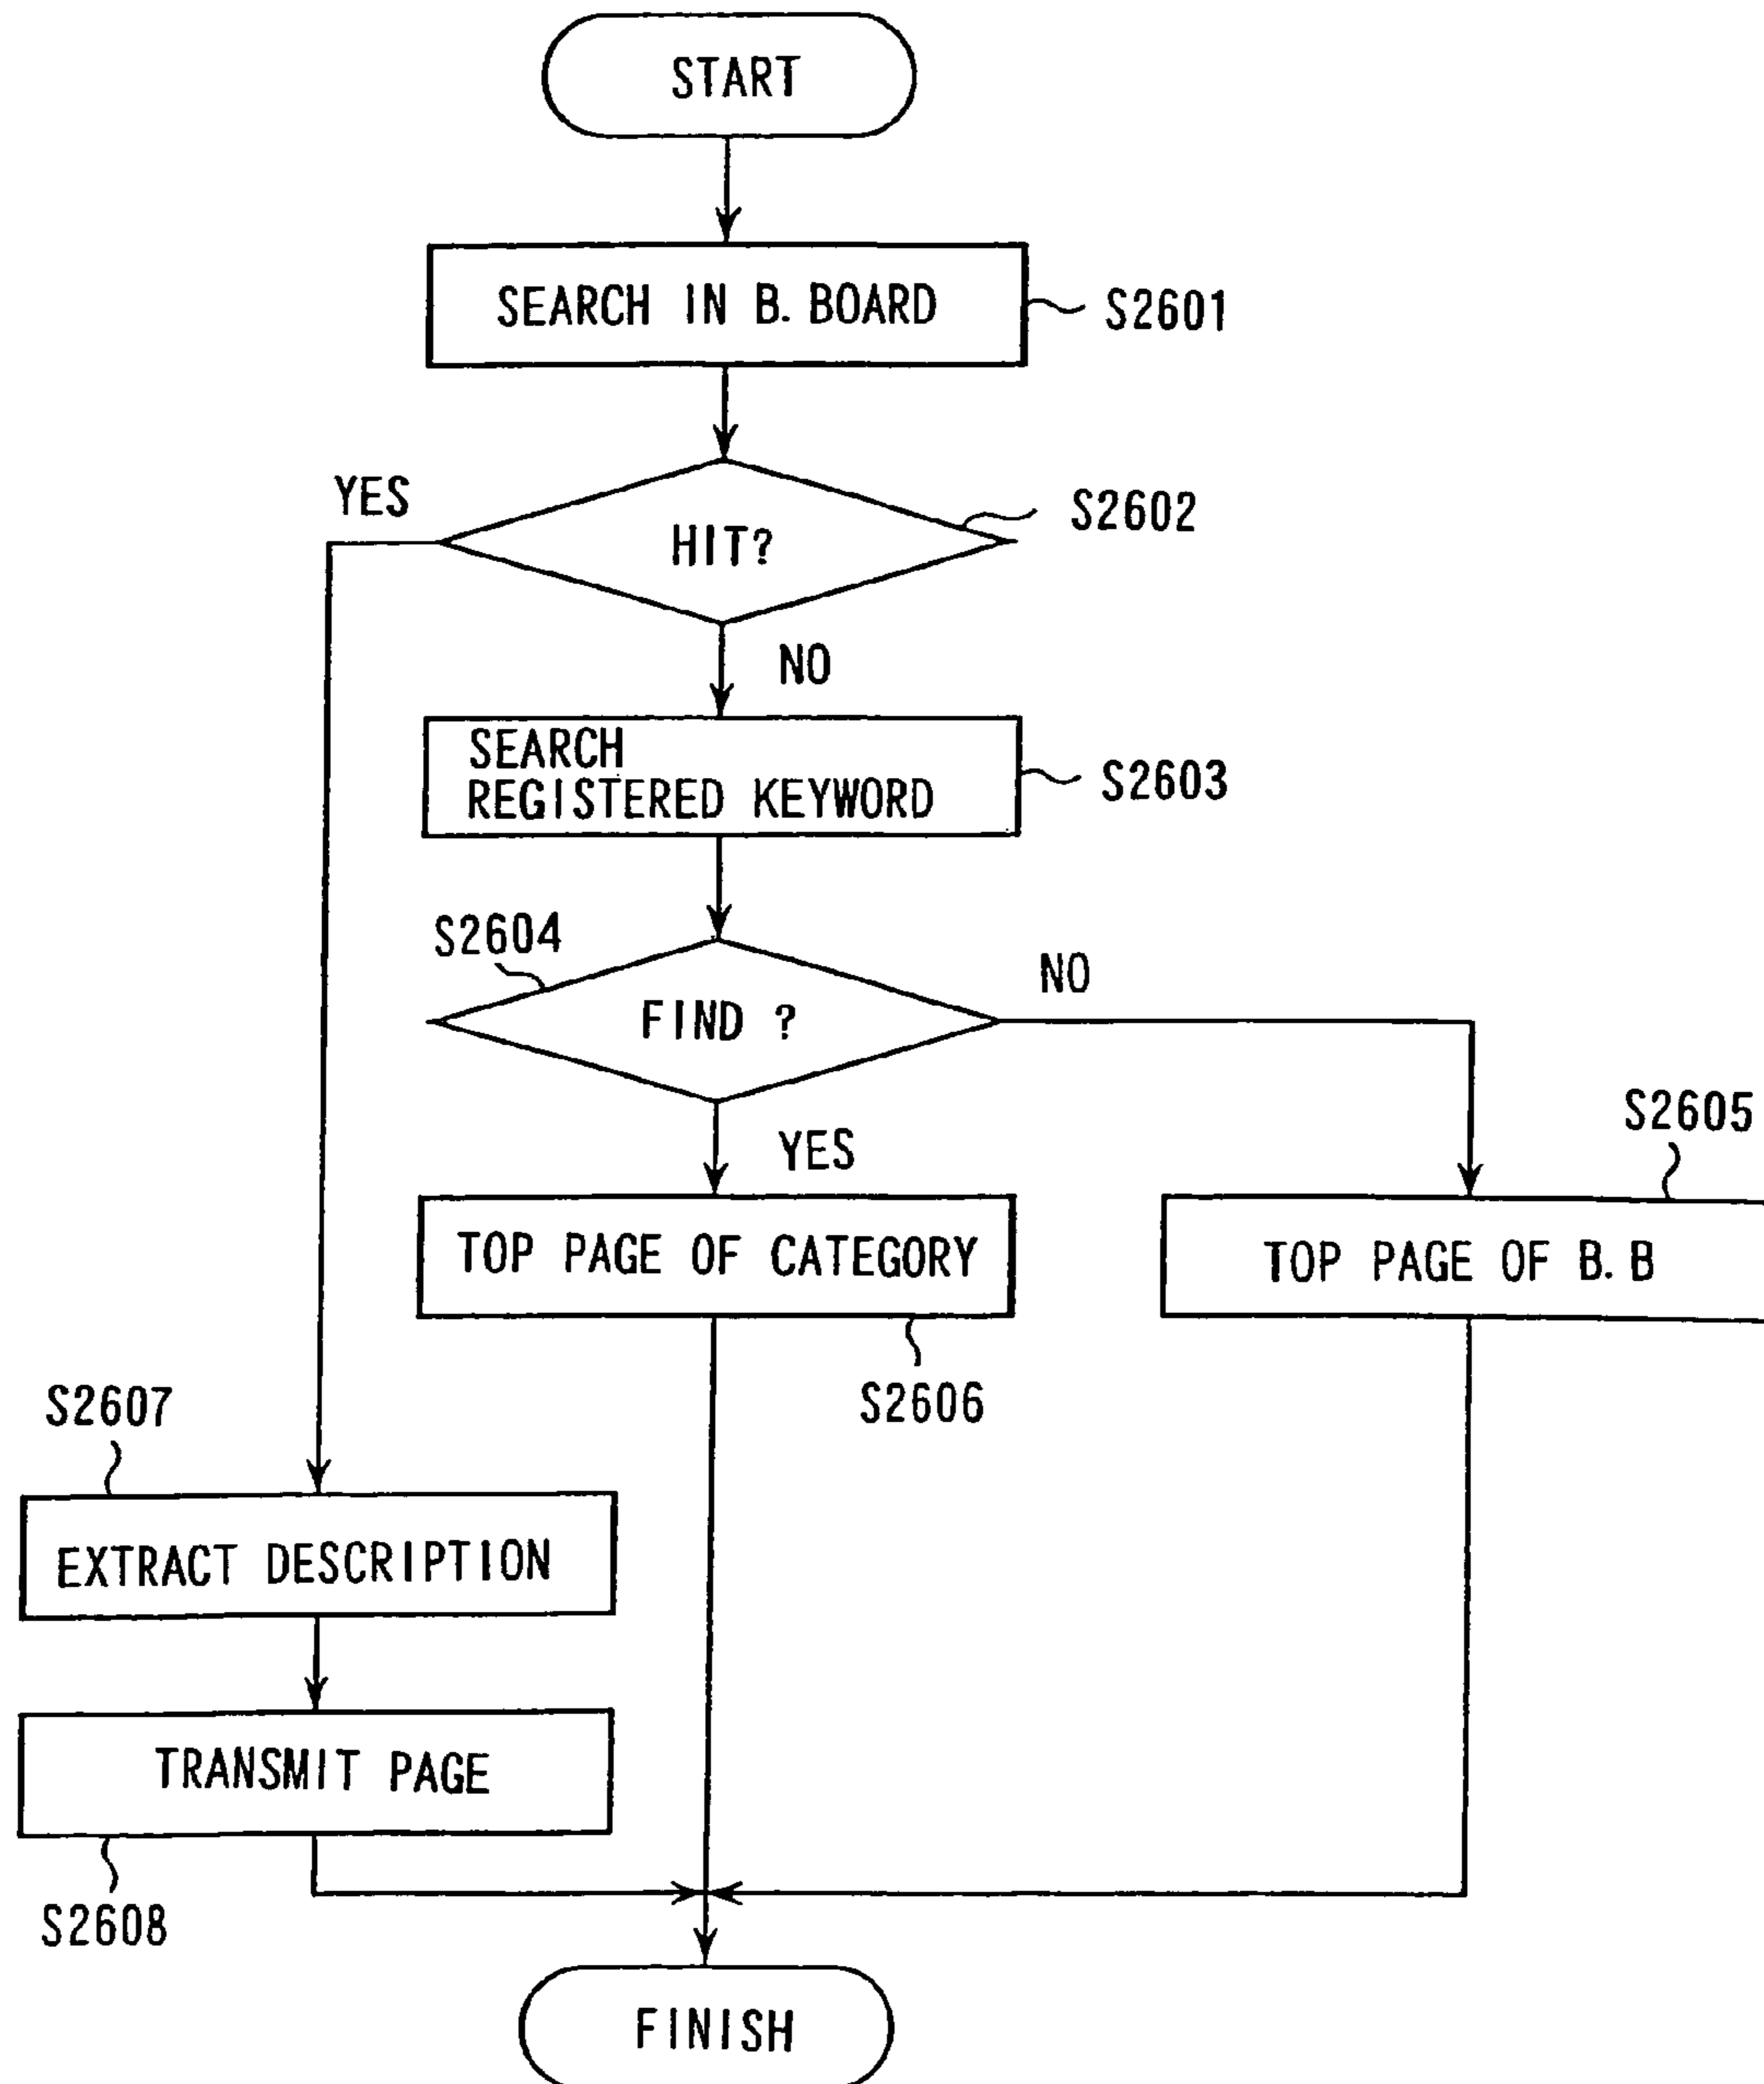 START
SEARCH IN B. BOARD
S2601
YES
HIT?
S2602
NO
SEARCH
REGISTERED KEYWORD
S2603
S2604
FIND ?
NO
YES
S2605
TOP PAGE OF CATEGORY
TOP PAGE OF B. B
S2606
S2607
EXTRACT DESCRIPTION
TRANSMIT PAGE
S2608
FINISH